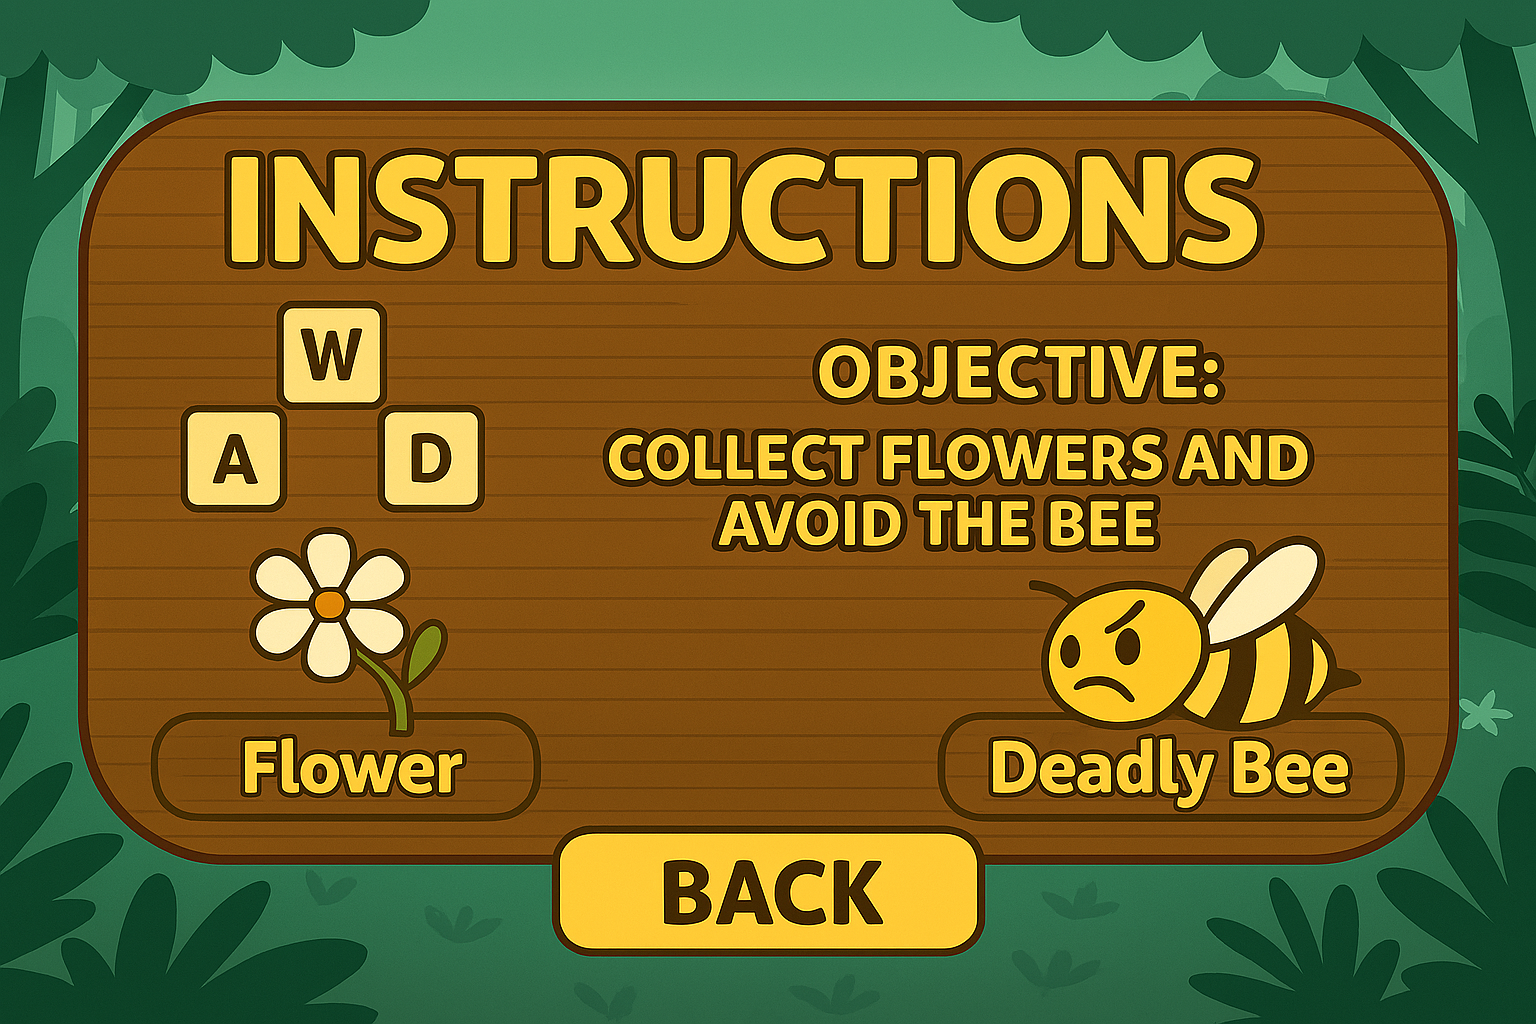 INSTRUCTIONS
W
A D
OBJECTIVE:
COLLECT FLOWERS AND
AVOID THE BEE
Flower
Deadly Bee
BACK